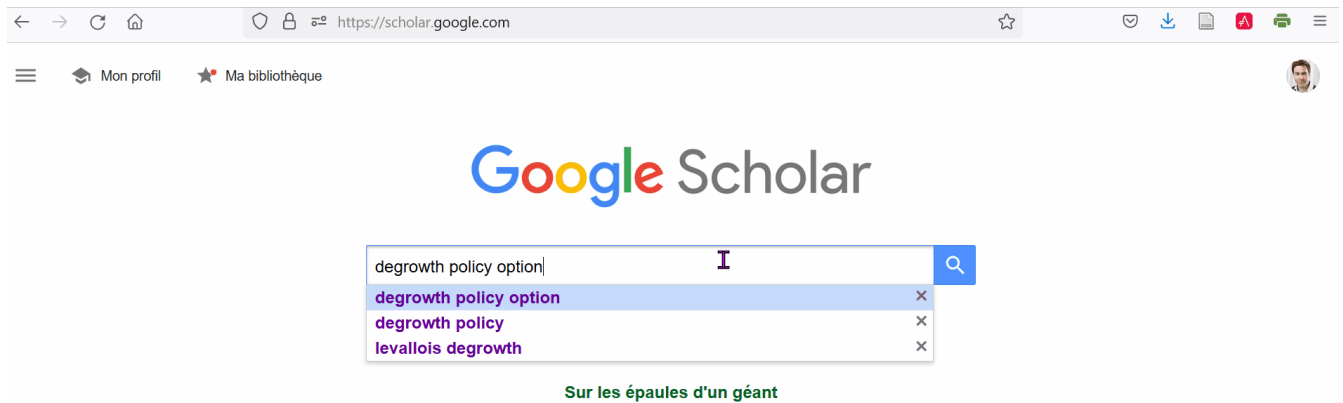 https://scholar.google.com
Mon profil
Ma bibliothèque
Google Scholar
degrowth policy option
degrowth policy option
degrowth policy
levallois degrowth
Sur les épaules d'un géant